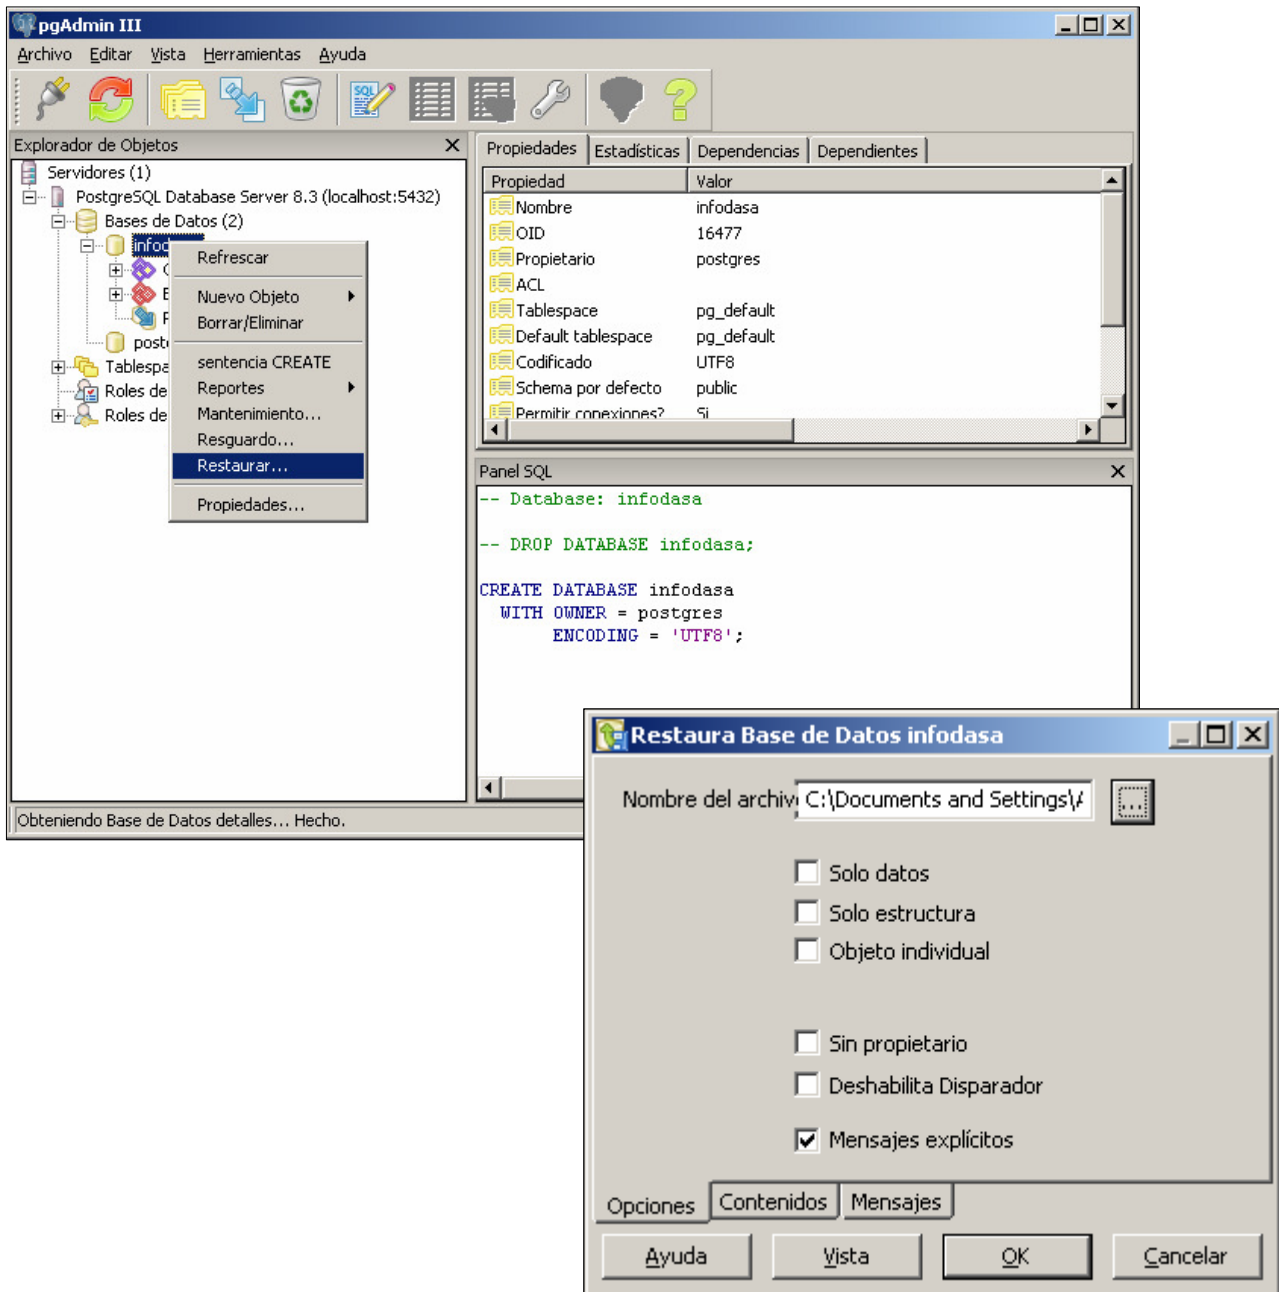 pgAdmin III
Archivo Editar Vista Herramientas Ayuda
SQL
Explorador de Objetos
Servidores (1)
PostgreSQL Database Server 8.3 (localhost:5432)
Bases de Datos (2)
Tablespa
Roles de
Roles de
Refrescar
Nuevo Objeto
Borrar/Eliminar
sentencia CREATE
Reportes
Mantenimiento...
Resguardo...
Restaurar...
Propiedades...
Propiedades Estadísticas Dependencias Dependientes
Propiedad Valor
Nombre infodasa
OID 16477
Propietario postgres
ACL
Tablespace pg_default
Default tablespace pg_default
Codificado UTF8
Schema por defecto public
Permitir conexiones? Si
Panel SQL
-- Database: infodasa
-- DROP DATABASE infodasa;
CREATE DATABASE infodasa
WITH OWNER = postgres
ENCODING = 'UTF8';
Obteniendo Base de Datos detalles... Hecho.
Restaura Base de Datos infodasa
Nombre del archiv C:\Documents and Settings\A
...
Solo datos
Solo estructura
Objeto individual
Sin propietario
Deshabilita Disparador
Mensajes explícitos
Opciones Contenidos Mensajes
Ayuda Vista OK Cancelar